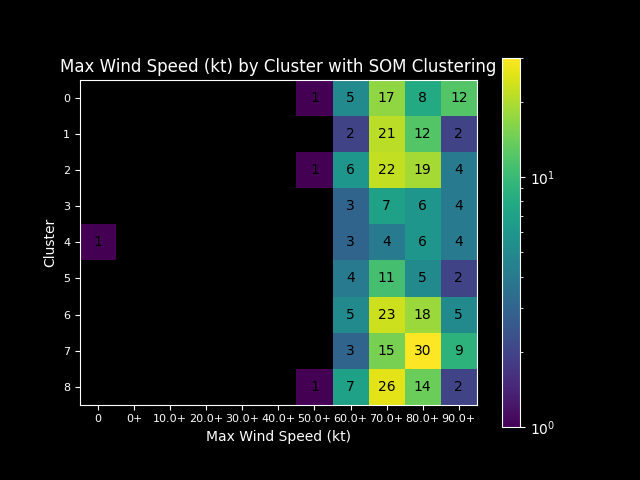 Max Wind Speed (kt) by Cluster with SOM Clustering
0 1 5 17 8 12
1 2 21 12 2
2 1 6 22 19 4
3 3 7 6 4
4 1 3 4 6 4
5 4 11 5 2
6 5 23 18 5
7 3 15 30 9
8 1 7 26 14 2
0 0+ 10.0+ 20.0+ 30.0+ 40.0+ 50.0+ 60.0+ 70.0+ 80.0+ 90.0+
Max Wind Speed (kt)
Cluster
10¹
10⁰